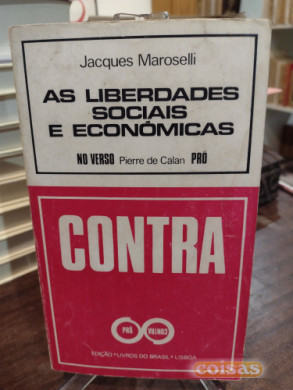 Jacques Maroselli
AS LIBERDADES
SOCIAIS
E ECONÓMICAS
NO VERSO Pierre de Calan PRÓ
CONTRA
PRÓ CONTRA
EDIÇÃO • LIVROS DO BRASIL • LISBOA
coisas